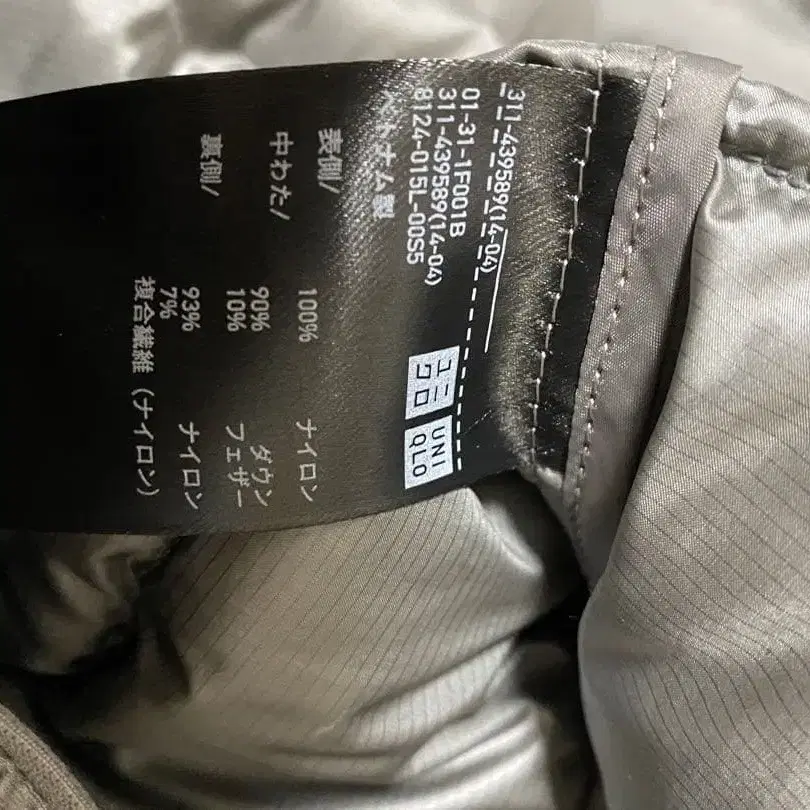 311-439589(14-04)
01-31-1F001B
311-439589(14-04)
8124-015L-00S5
ベトナム製
ユニ
クロ
UNI
QLO
表側/ 100% ナイロン
中わた/ 90% ダウン
10% フェザー
裏側/ 93% ナイロン
7% 複合繊維(ナイロン)